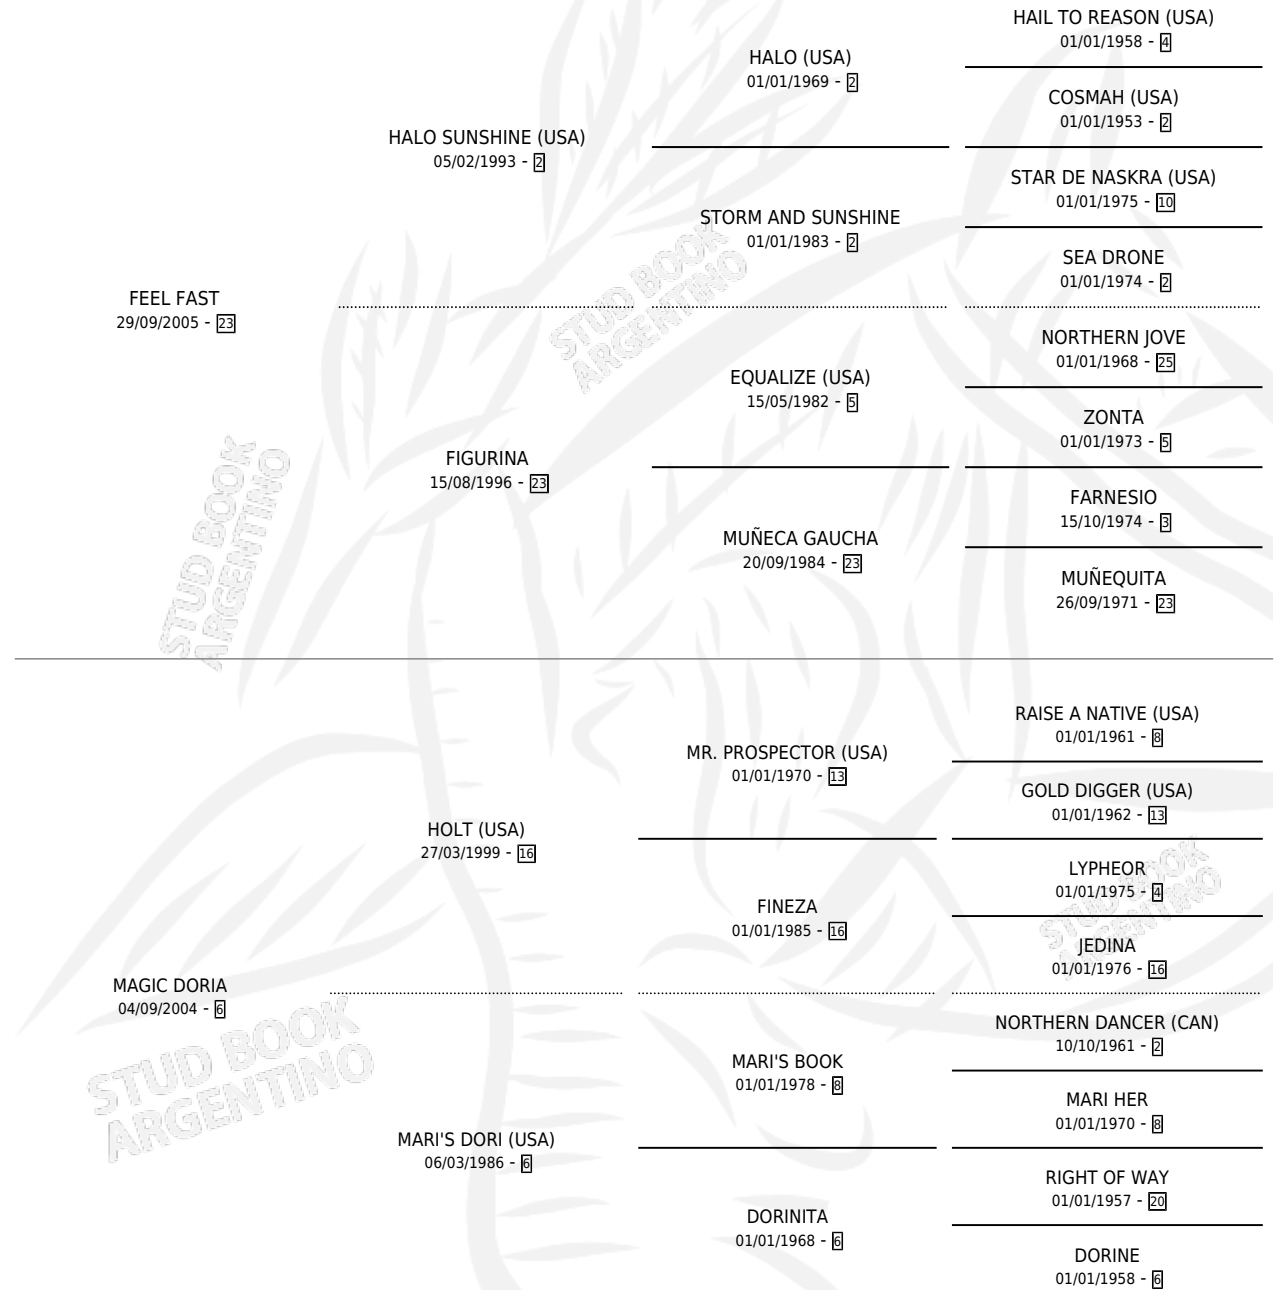 HAIL TO REASON (USA)
01/01/1958 - 4
HALO (USA)
01/01/1969 - 2
COSMAH (USA)
01/01/1953 - 2
HALO SUNSHINE (USA)
05/02/1993 - 2
STAR DE NASKRA (USA)
01/01/1975 - 10
STORM AND SUNSHINE
01/01/1983 - 2
SEA DRONE
01/01/1974 - 2
FEEL FAST
29/09/2005 - 23
NORTHERN JOVE
01/01/1968 - 25
EQUALIZE (USA)
15/05/1982 - 5
ZONTA
01/01/1973 - 5
FIGURINA
15/08/1996 - 23
FARNESIO
15/10/1974 - 3
MUÑECA GAUCHA
20/09/1984 - 23
MUÑEQUITA
26/09/1971 - 23
STUD BOOK
ARGENTINO
STUD BOOK
ARGENTINO
RAISE A NATIVE (USA)
01/01/1961 - 8
MR. PROSPECTOR (USA)
01/01/1970 - 13
GOLD DIGGER (USA)
01/01/1962 - 13
HOLT (USA)
27/03/1999 - 16
LYPHEOR
01/01/1975 - 4
FINEZA
01/01/1985 - 16
JEDINA
01/01/1976 - 16
MAGIC DORIA
04/09/2004 - 6
NORTHERN DANCER (CAN)
10/10/1961 - 2
MARI'S BOOK
01/01/1978 - 8
MARI HER
01/01/1970 - 8
MARI'S DORI (USA)
06/03/1986 - 6
RIGHT OF WAY
01/01/1957 - 20
DORINITA
01/01/1968 - 6
DORINE
01/01/1958 - 6
STUD BOOK
ARGENTINO
STUD BOOK
ARGENTINO